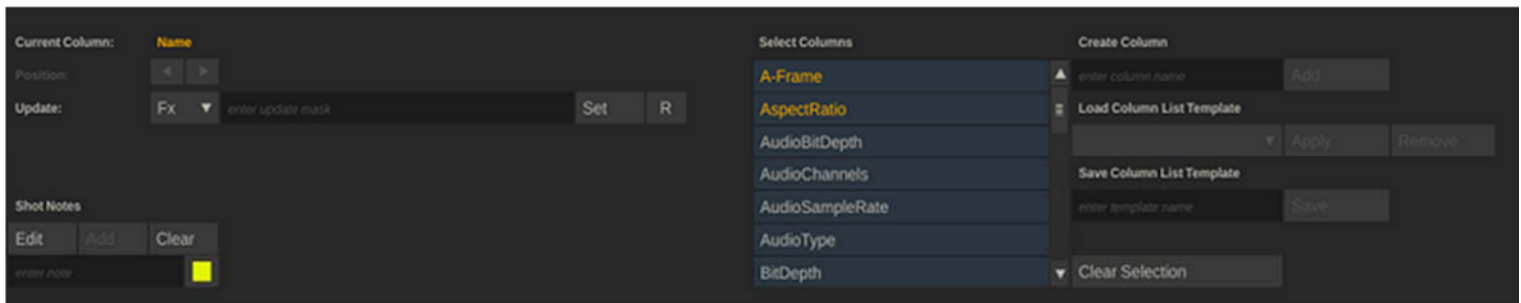 Current Column: Name
Position:
Update: Fx enter update mask Set R
Shot Notes
Edit Add Clear
enter note
Select Columns
A-Frame
AspectRatio
AudioBitDepth
AudioChannels
AudioSampleRate
AudioType
BitDepth
Create Column
enter column name Add
Load Column List Template
Apply Remove
Save Column List Template
enter template name Save
Clear Selection